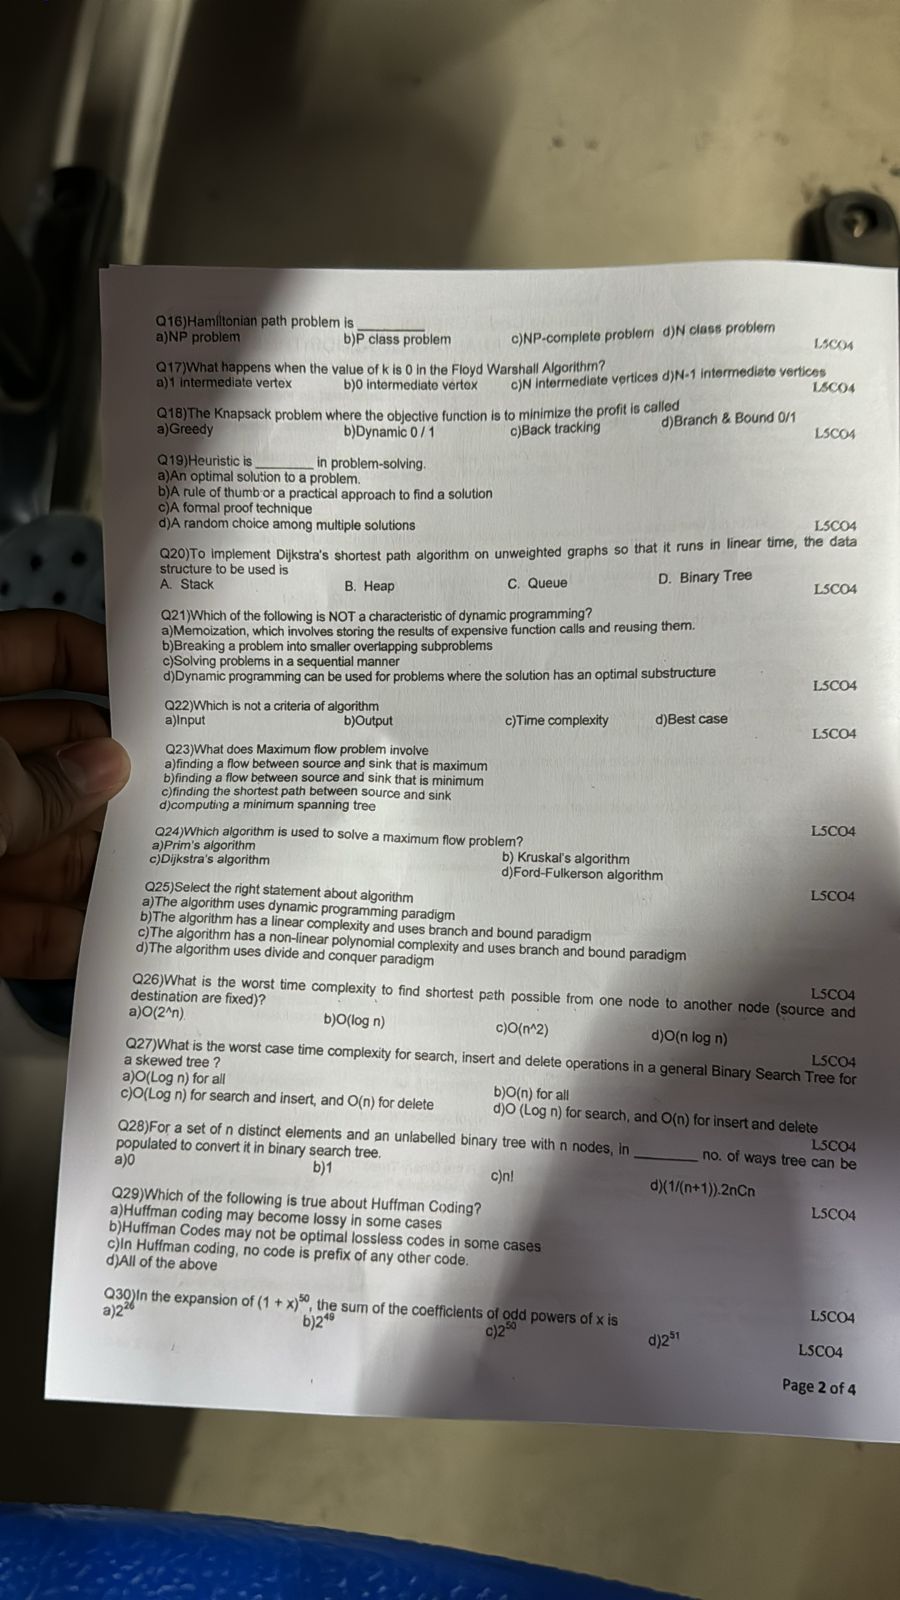 Q16)Hamiltonian path problem is ________
a)NP problem b)P class problem c)NP-complete problem d)N class problem
L5CO4
Q17)What happens when the value of k is 0 in the Floyd Warshall Algorithm?
a)1 intermediate vertex b)0 intermediate vertex c)N intermediate vertices d)N-1 intermediate vertices
L5CO4
Q18)The Knapsack problem where the objective function is to minimize the profit is called
a)Greedy b)Dynamic 0 / 1 c)Back tracking d)Branch & Bound 0/1
L5CO4
Q19)Heuristic is _______ in problem-solving.
a)An optimal solution to a problem.
b)A rule of thumb or a practical approach to find a solution
c)A formal proof technique
d)A random choice among multiple solutions
L5CO4
Q20)To implement Dijkstra's shortest path algorithm on unweighted graphs so that it runs in linear time, the data
structure to be used is
A. Stack B. Heap C. Queue D. Binary Tree
L5CO4
Q21)Which of the following is NOT a characteristic of dynamic programming?
a)Memoization, which involves storing the results of expensive function calls and reusing them.
b)Breaking a problem into smaller overlapping subproblems
c)Solving problems in a sequential manner
d)Dynamic programming can be used for problems where the solution has an optimal substructure
L5CO4
Q22)Which is not a criteria of algorithm
a)Input b)Output c)Time complexity d)Best case
L5CO4
Q23)What does Maximum flow problem involve
a)finding a flow between source and sink that is maximum
b)finding a flow between source and sink that is minimum
c)finding the shortest path between source and sink
d)computing a minimum spanning tree
L5CO4
Q24)Which algorithm is used to solve a maximum flow problem?
a)Prim's algorithm b) Kruskal's algorithm
c)Dijkstra's algorithm d)Ford-Fulkerson algorithm
L5CO4
Q25)Select the right statement about algorithm
a)The algorithm uses dynamic programming paradigm
b)The algorithm has a linear complexity and uses branch and bound paradigm
c)The algorithm has a non-linear polynomial complexity and uses branch and bound paradigm
d)The algorithm uses divide and conquer paradigm
L5CO4
Q26)What is the worst time complexity to find shortest path possible from one node to another node (source and
destination are fixed)?
a)O(2^n) b)O(log n) c)O(n^2) d)O(n log n)
L5CO4
Q27)What is the worst case time complexity for search, insert and delete operations in a general Binary Search Tree for
a skewed tree ?
a)O(Log n) for all b)O(n) for all
c)O(Log n) for search and insert, and O(n) for delete d)O (Log n) for search, and O(n) for insert and delete
L5CO4
Q28)For a set of n distinct elements and an unlabelled binary tree with n nodes, in ________ no. of ways tree can be
populated to convert it in binary search tree.
a)0 b)1 c)n! d)(1/(n+1)).2nCn
L5CO4
Q29)Which of the following is true about Huffman Coding?
a)Huffman coding may become lossy in some cases
b)Huffman Codes may not be optimal lossless codes in some cases
c)In Huffman coding, no code is prefix of any other code.
d)All of the above
L5CO4
Q30)In the expansion of (1 + x)⁵⁰, the sum of the coefficients of odd powers of x is
a)2²⁶ b)2⁴⁹ c)2⁵⁰ d)2⁵¹
L5CO4
Page 2 of 4